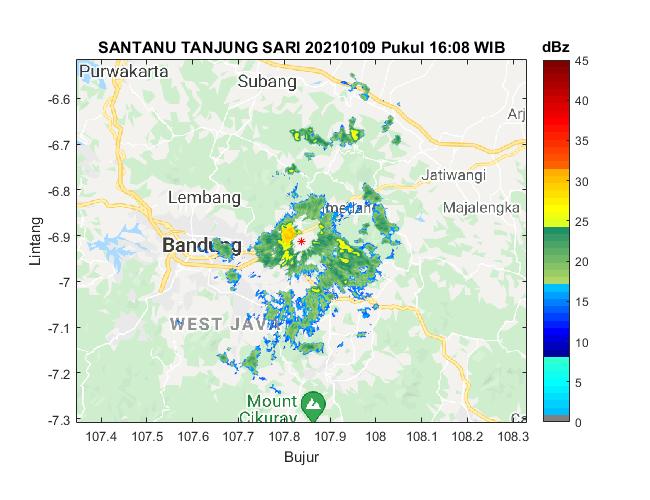 SANTANU TANJUNG SARI 20210109 Pukul 16:08 WIB
dBz
Purwakarta
Subang
Jatiwangi
Lembang
Majalengka
Bandung
WEST JAVA
Mount
Cikuray
-6.6
-6.7
-6.8
-6.9
-7
-7.1
-7.2
-7.3
Lintang
107.4 107.5 107.6 107.7 107.8 107.9 108 108.1 108.2 108.3
Bujur
45
40
35
30
25
20
15
10
5
0